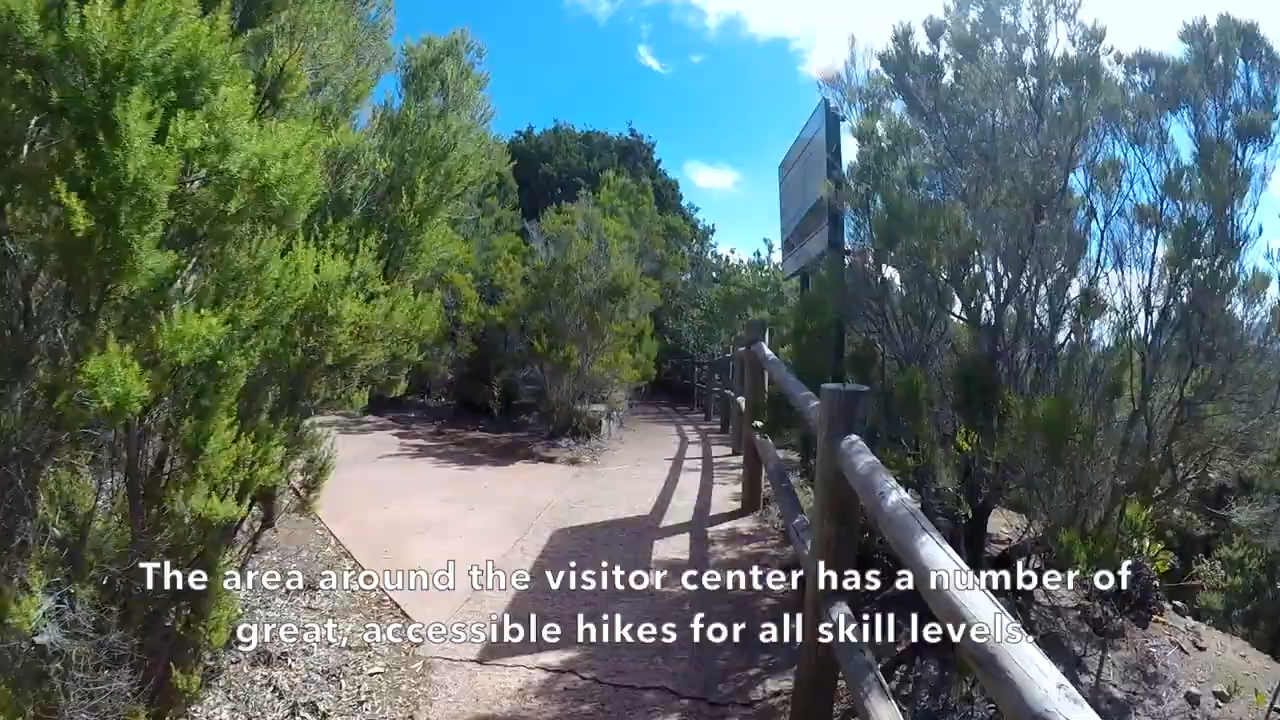 The area around the visitor center has a number of
great, accessible hikes for all skill levels.